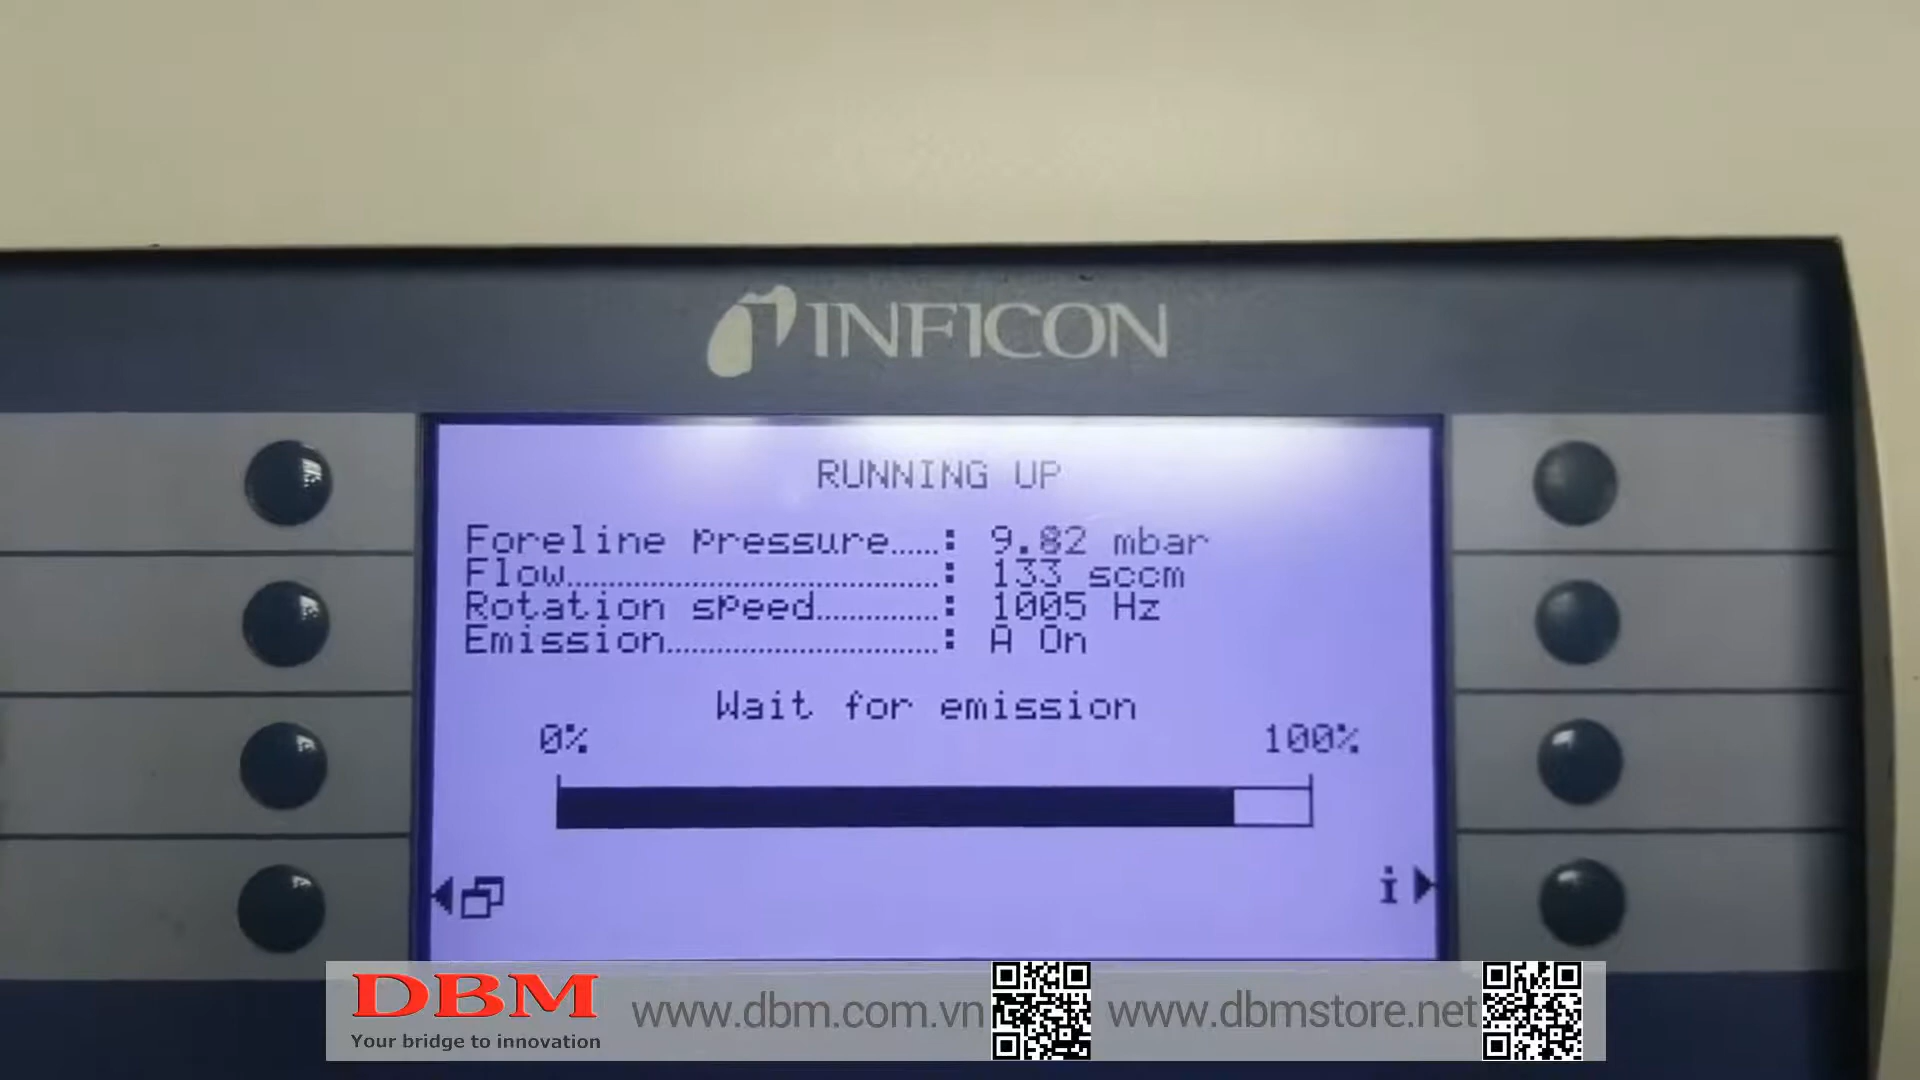 INFICON
RUNNING UP
Foreline pressure.....: 9.82 mbar
Flow..............................: 133 sccm
Rotation speed..........: 1005 Hz
Emission......................: A On
Wait for emission
0% 100%
i
DBM
Your bridge to innovation
www.dbm.com.vn
www.dbmstore.net